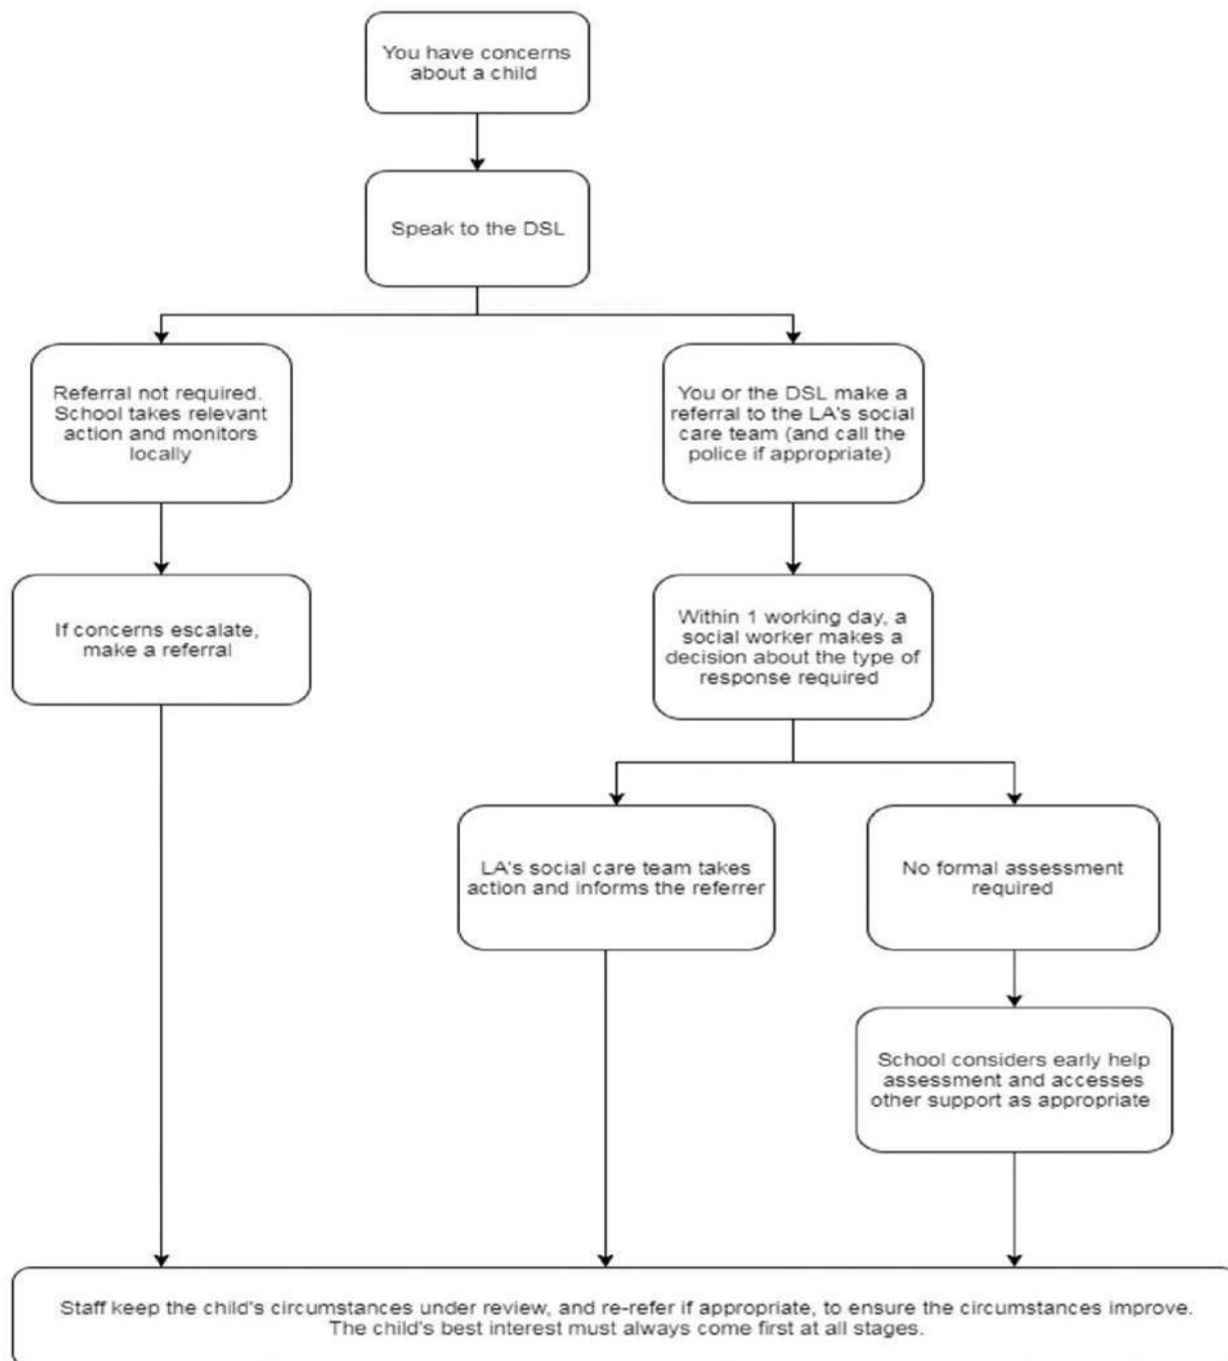 You have concerns
about a child
Speak to the DSL
Referral not required.
School takes relevant
action and monitors
locally
You or the DSL make a
referral to the LA's social
care team (and call the
police if appropriate)
If concerns escalate,
make a referral
Within 1 working day, a
social worker makes a
decision about the type of
response required
LA's social care team takes
action and informs the referrer
No formal assessment
required
School considers early help
assessment and accesses
other support as appropriate
Staff keep the child's circumstances under review, and re-refer if appropriate, to ensure the circumstances improve.
The child's best interest must always come first at all stages.